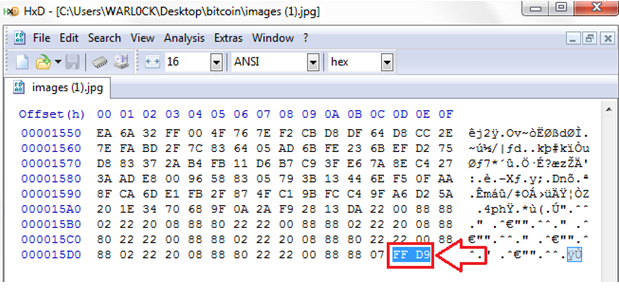 HxD - [C:\Users\WARL0CK\Desktop\bitcoin\images (1).jpg]
File Edit Search View Analysis Extras Window ?
16 ANSI hex
images (1).jpg
Offset(h) 00 01 02 03 04 05 06 07 08 09 0A 0B 0C 0D 0E 0F
00001550 EA 6A 32 FF 00 4F 76 7E F2 CB D8 DF 64 D8 CC 2E êj2ÿ.Ov~òËØßdØÌ.
00001560 7E FA BD 2F 7C 83 64 05 AD 6B FE 23 6B EF D2 75 ~ú½/|ƒd..kþ#kïÒu
00001570 D8 83 37 2A B4 FB 11 D6 B7 C9 3F E6 7A 8E C4 27 Øƒ7*´û.Ö·É?æzŽÄ'
00001580 3A AD E8 00 96 58 83 05 79 3B 13 44 6E F5 0F AA :.è.–Xƒ.y;.Dnõ.ª
00001590 8F CA 6D E1 FB 2F 87 4F C1 9B FC C4 9F A6 D2 5A .Êmáû/‡OÁ›üÄŸ¦ÒZ
000015A0 20 1E 34 70 68 9F 0A 2A F9 28 13 DA 22 00 88 88  .4phŸ.*ù(.Ú".ˆˆ
000015B0 02 22 20 08 88 80 22 22 00 88 88 02 22 20 08 88 ." .ˆ€"".ˆˆ." .ˆ
000015C0 80 22 22 00 88 88 02 22 20 08 88 80 22 22 00 88 €"".ˆˆ." .ˆ€"".ˆ
000015D0 88 02 22 20 08 88 80 22 22 00 88 88 07 FF D9 ˆ." .ˆ€"".ˆˆ.ÿÙ